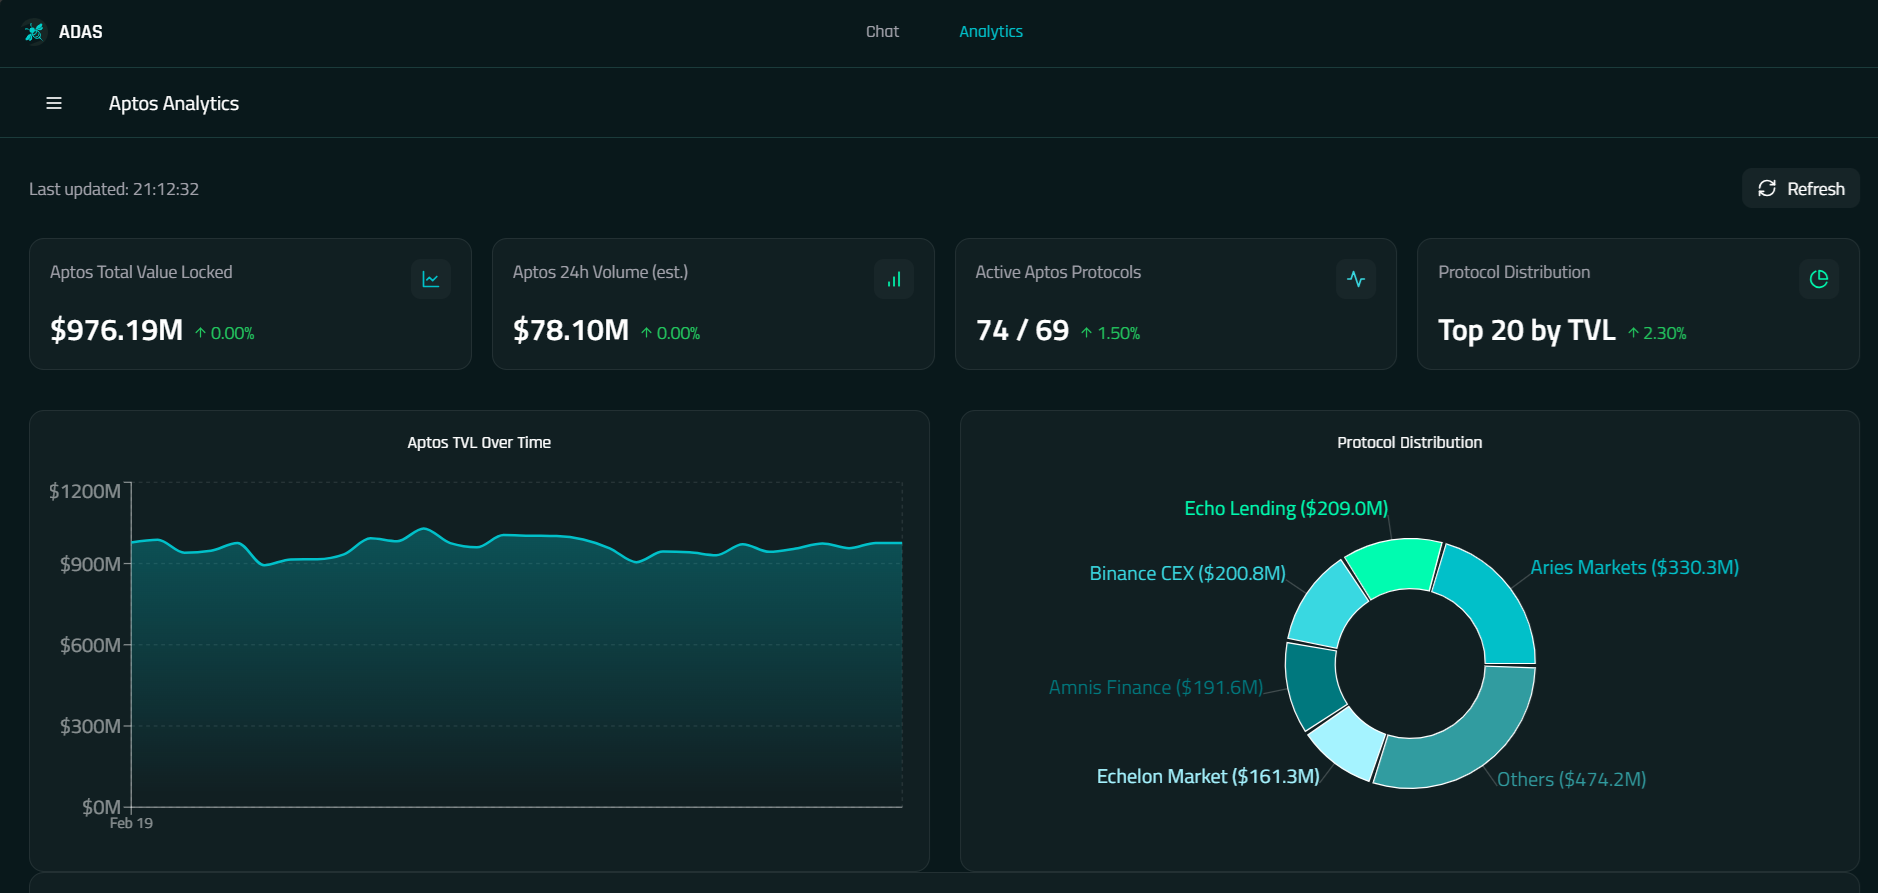 ADAS
Chat
Analytics
Aptos Analytics
Last updated: 21:12:32
Refresh
Aptos Total Value Locked
$976.19M ↑ 0.00%
Aptos 24h Volume (est.)
$78.10M ↑ 0.00%
Active Aptos Protocols
74 / 69 ↑ 1.50%
Protocol Distribution
Top 20 by TVL ↑ 2.30%
Aptos TVL Over Time
$1200M
$900M
$600M
$300M
$0M
Feb 19
Protocol Distribution
Echo Lending ($209.0M)
Aries Markets ($330.3M)
Binance CEX ($200.8M)
Amnis Finance ($191.6M)
Echelon Market ($161.3M)
Others ($474.2M)